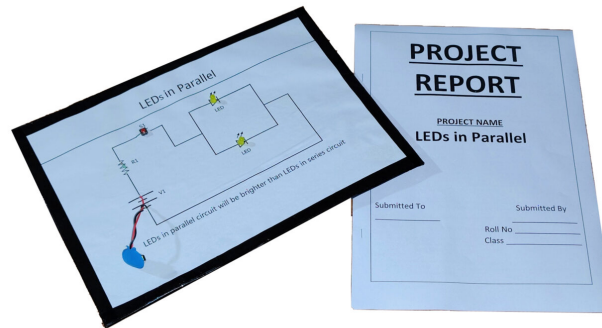 LEDs in Parallel
LED
LED
R1
V1
LEDs in parallel circuit will be brighter than LEDs in series circuit
PROJECT
REPORT
PROJECT NAME
LEDs in Parallel
Submitted To
Submitted By
Roll No
Class